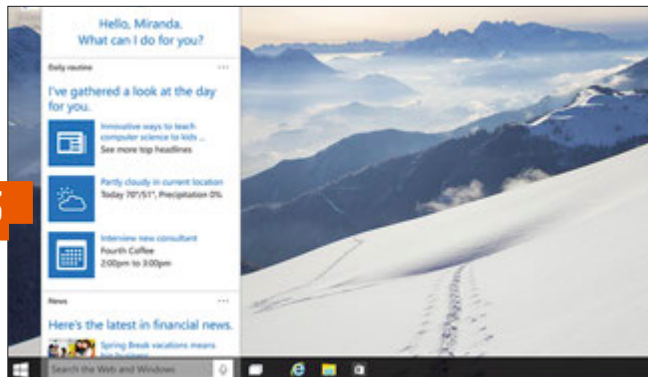 Hello, Miranda.
What can I do for you?
Daily routine
I've gathered a look at the day
for you.
Innovative ways to teach
computer science to kids ...
See more top headlines
Partly cloudy in current location
Today 70°/51°, Precipitation 0%
5
Interview new consultant
Fourth Coffee
2:00pm to 3:00pm
News
Here's the latest in financial news.
Spring Break vacations means
big business
Search the Web and Windows